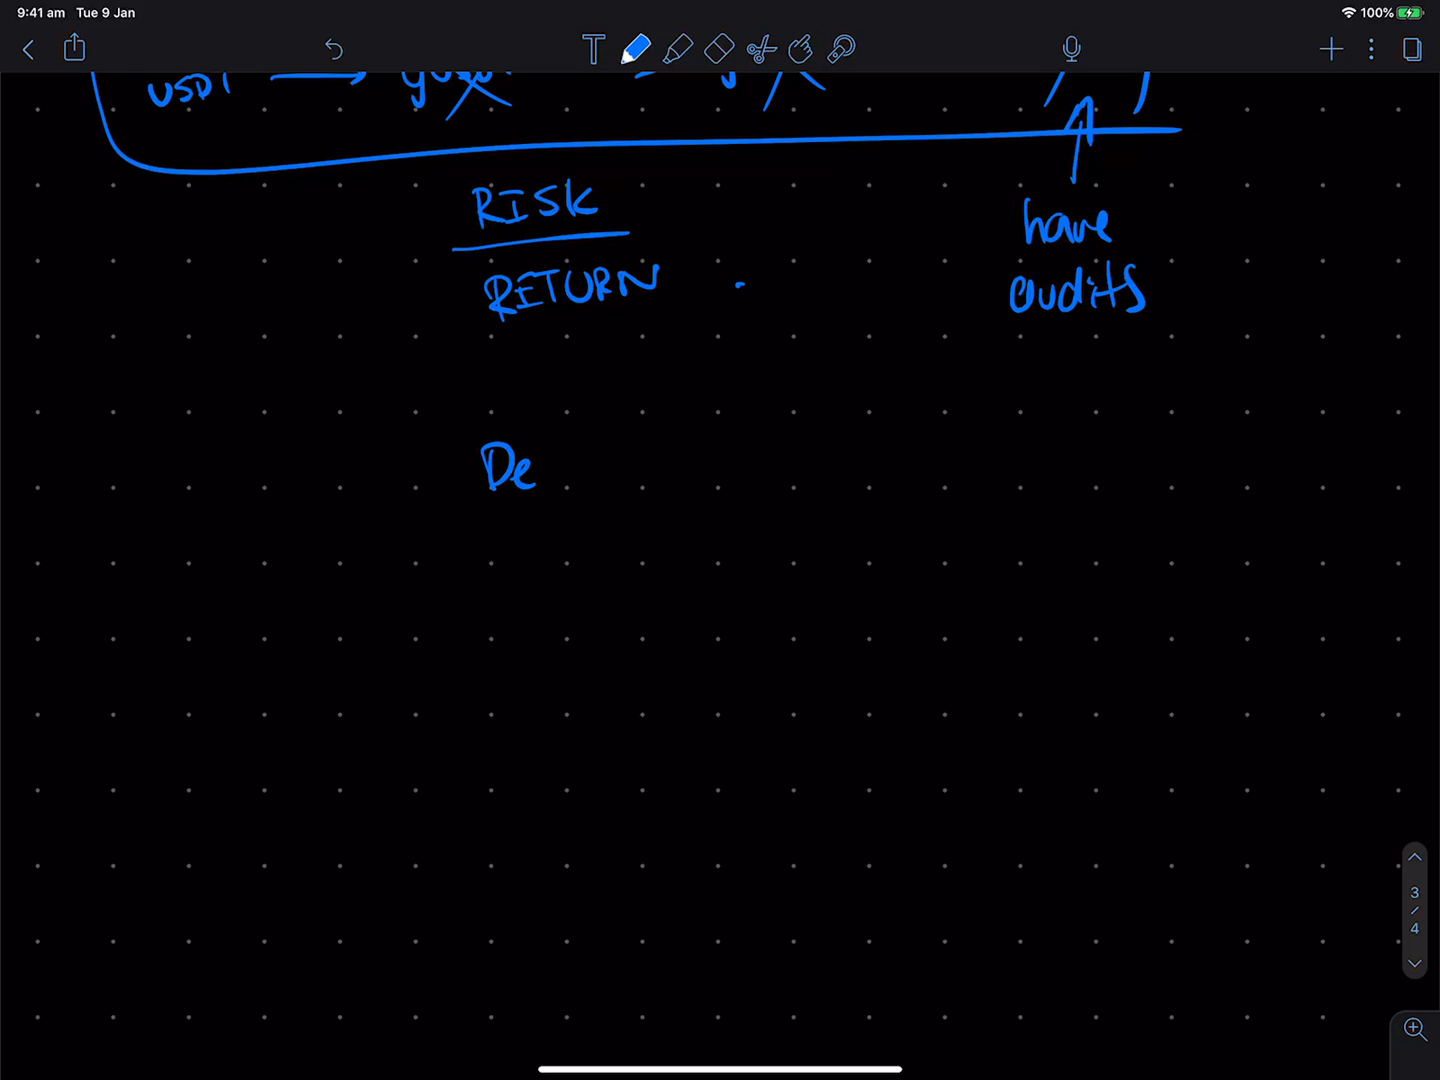 9:41 am Tue 9 Jan
100%
USDT
RISK
RETURN
have
audits
De
3
/
4